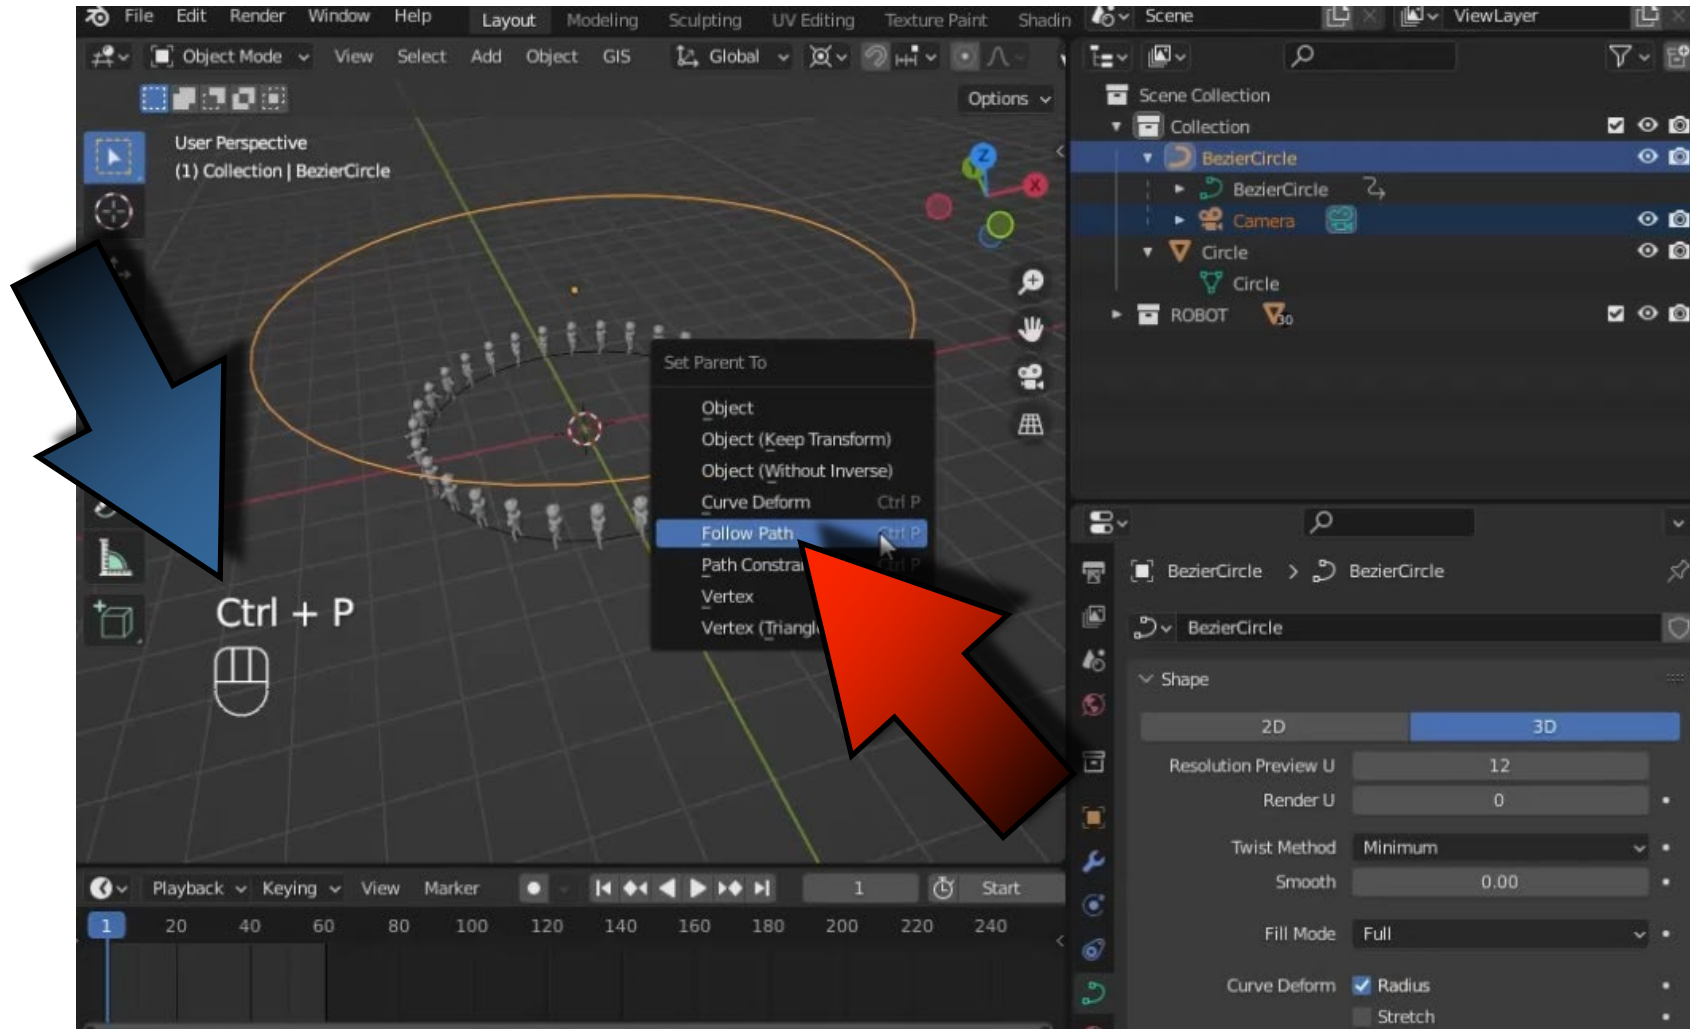 File Edit Render Window Help Layout Modeling Sculpting UV Editing Texture Paint Shadin Scene ViewLayer
Object Mode View Select Add Object GIS Global
Options
User Perspective
(1) Collection | BezierCircle
Z
X
Set Parent To
Object
Object (Keep Transform)
Object (Without Inverse)
Curve Deform Ctrl P
Follow Path Ctrl P
Path Constrai Ctrl P
Vertex
Vertex (Triangl
Ctrl + P
Scene Collection
Collection
BezierCircle
BezierCircle
Camera
Circle
Circle
ROBOT 30
BezierCircle > BezierCircle
BezierCircle
Shape
2D 3D
Resolution Preview U 12
Render U 0
Twist Method Minimum
Smooth 0.00
Fill Mode Full
Curve Deform Radius
Stretch
Playback Keying View Marker 1 Start
1 20 40 60 80 100 120 140 160 180 200 220 240